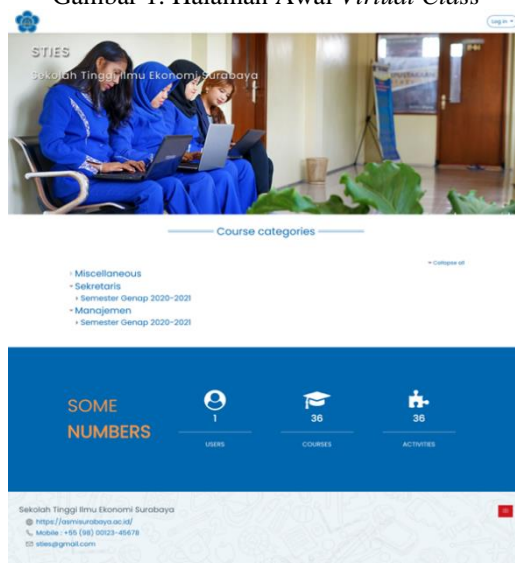 Gambar 1. Halaman Awal Virtual Class
Log in
STIES
Sekolah Tinggi Ilmu Ekonomi Surabaya
Course categories
Collapse all
Miscellaneous
Sekretaris
Semester Genap 2020-2021
Manajemen
Semester Genap 2020-2021
SOME
NUMBERS
1
USERS
36
COURSES
36
ACTIVITIES
Sekolah Tinggi Ilmu Ekonomi Surabaya
https://asmisurabaya.ac.id/
Mobile : +55 (98) 00123-45678
sties@gmail.com